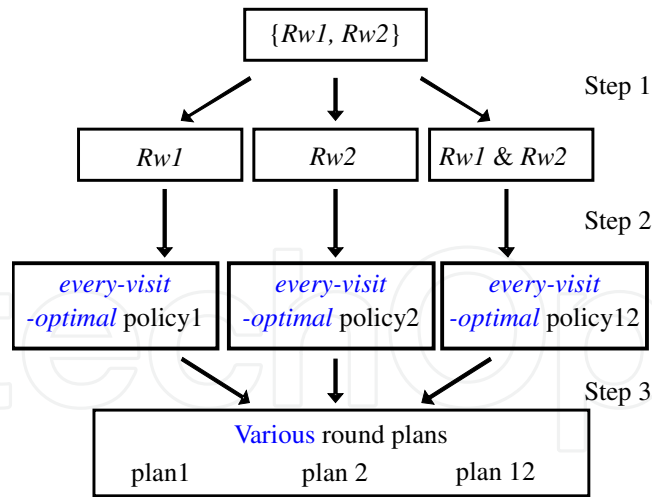 {Rw1, Rw2}
Step 1
Rw1
Rw2
Rw1 & Rw2
Step 2
every-visit
-optimal policy1
every-visit
-optimal policy2
every-visit
-optimal policy12
Step 3
Various round plans
plan1
plan 2
plan 12
techOp